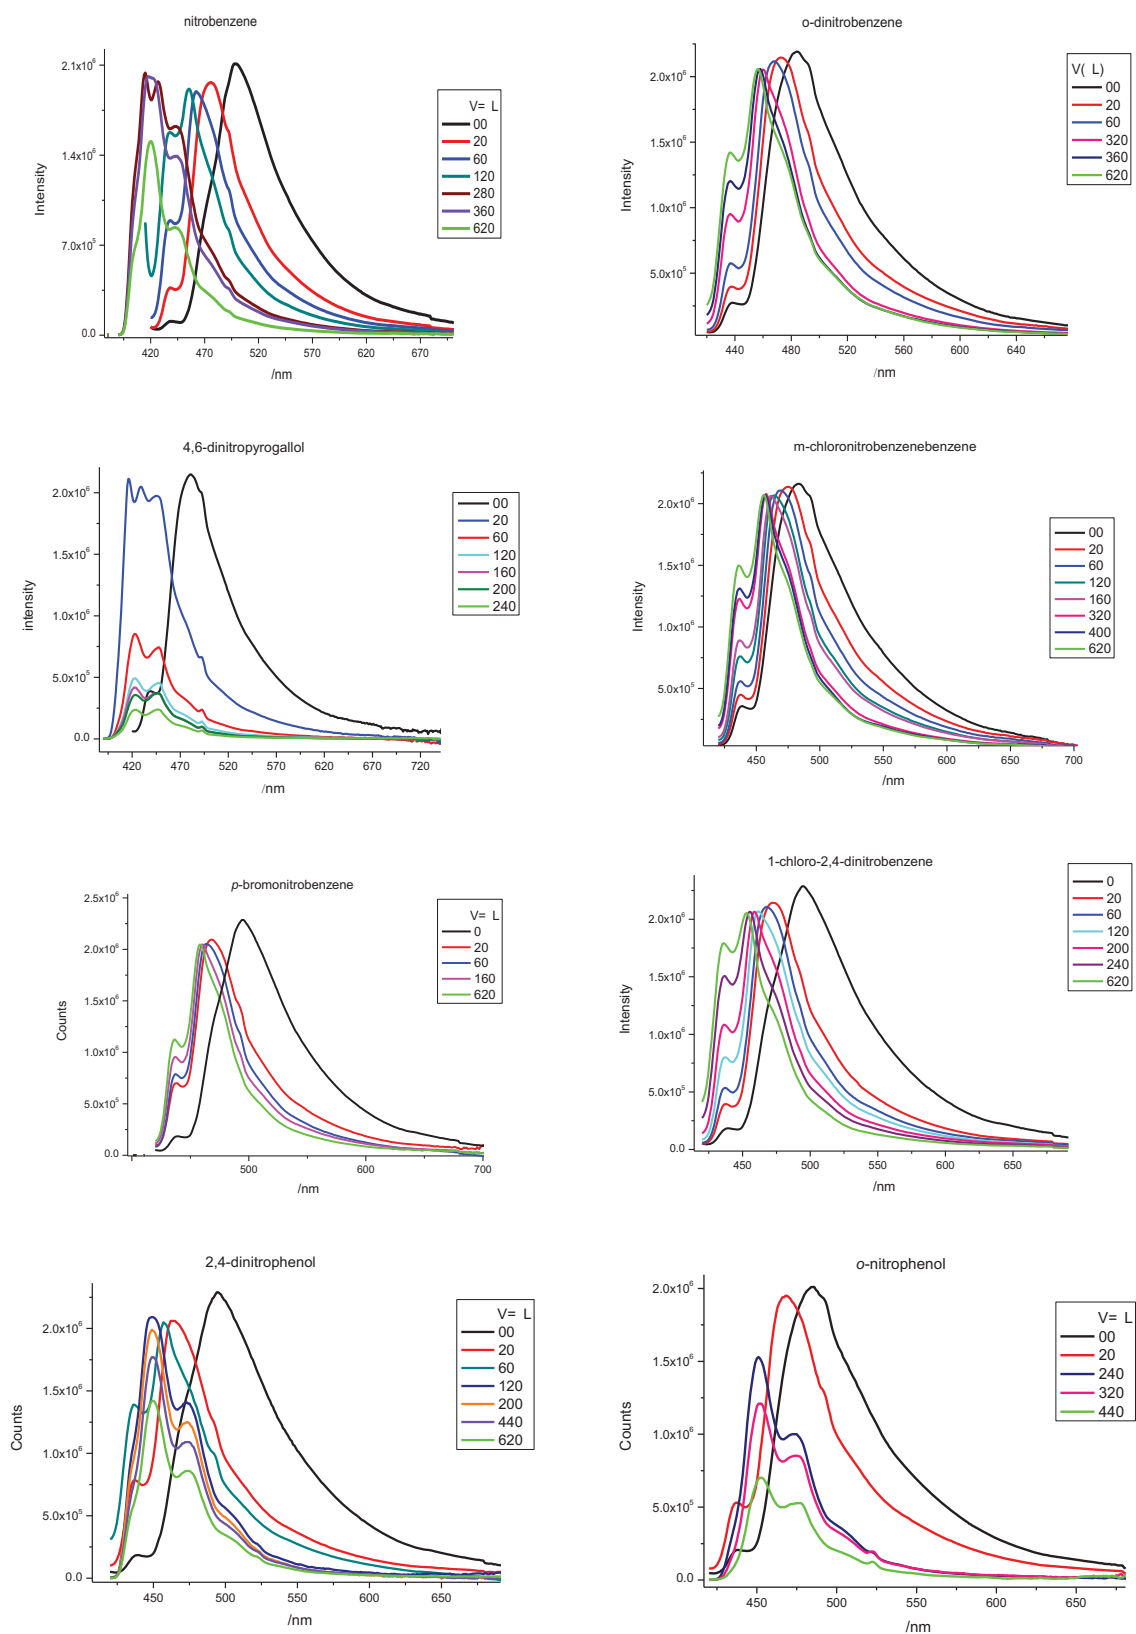 nitrobenzene
2.1x10⁶
1.4x10⁶
7.0x10⁵
0.0
Intensity
420 470 520 570 620 670
/nm
V= L
00
20
60
120
280
360
620
o-dinitrobenzene
2.0x10⁶
1.5x10⁶
1.0x10⁶
5.0x10⁵
Intensity
440 480 520 560 600 640
/nm
V( L)
00
20
60
320
360
620
4,6-dinitropyrogallol
2.0x10⁶
1.5x10⁶
1.0x10⁶
5.0x10⁵
0.0
intensity
420 470 520 570 620 670 720
/nm
00
20
60
120
160
200
240
m-chloronitrobenzenebenzene
2.0x10⁶
1.5x10⁶
1.0x10⁶
5.0x10⁵
Intensity
450 500 550 600 650 700
/nm
00
20
60
120
160
320
400
620
p-bromonitrobenzene
2.5x10⁶
2.0x10⁶
1.5x10⁶
1.0x10⁶
5.0x10⁵
0.0
Counts
500 600 700
/nm
V= L
0
20
60
160
620
1-chloro-2,4-dinitrobenzene
2.0x10⁶
1.5x10⁶
1.0x10⁶
5.0x10⁵
0.0
Intensity
450 500 550 600 650
/nm
0
20
60
120
200
240
620
2,4-dinitrophenol
2.0x10⁶
1.5x10⁶
1.0x10⁶
5.0x10⁵
0.0
Counts
450 500 550 600 650
/nm
V= L
00
20
60
120
200
440
620
o-nitrophenol
2.0x10⁶
1.5x10⁶
1.0x10⁶
5.0x10⁵
0.0
Counts
450 500 550 600 650
/nm
V= L
00
20
240
320
440